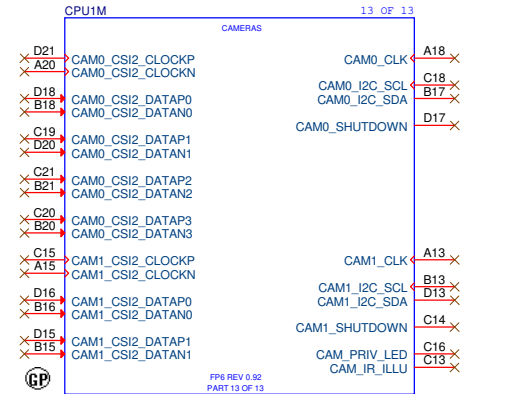 CPU1M 13 OF 13
CAMERAS
D21 CAM0_CSI2_CLOCKP CAM0_CLK A18
A20 CAM0_CSI2_CLOCKN
CAM0_I2C_SCL C18
D18 CAM0_CSI2_DATAP0 CAM0_I2C_SDA B17
B18 CAM0_CSI2_DATAN0
CAM0_SHUTDOWN D17
C19 CAM0_CSI2_DATAP1
D20 CAM0_CSI2_DATAN1
C21 CAM0_CSI2_DATAP2
B21 CAM0_CSI2_DATAN2
C20 CAM0_CSI2_DATAP3
B20 CAM0_CSI2_DATAN3
C15 CAM1_CSI2_CLOCKP CAM1_CLK A13
A15 CAM1_CSI2_CLOCKN
CAM1_I2C_SCL B13
D16 CAM1_CSI2_DATAP0 CAM1_I2C_SDA D13
B16 CAM1_CSI2_DATAN0
CAM1_SHUTDOWN C14
D15 CAM1_CSI2_DATAP1
B15 CAM1_CSI2_DATAN1 CAM_PRIV_LED C16
CAM_IR_ILLU C13
GP
FP6 REV 0.92
PART 13 OF 13